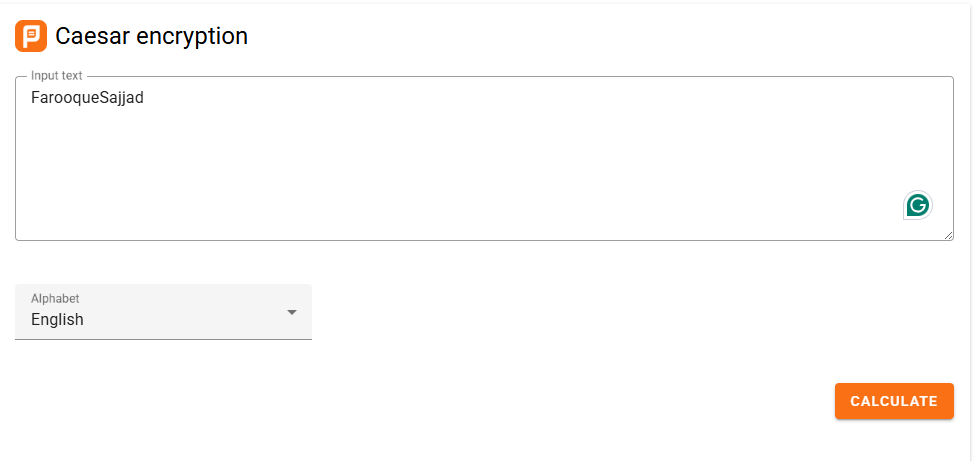 Caesar encryption
Input text
FarooqueSajjad
Alphabet
English
CALCULATE